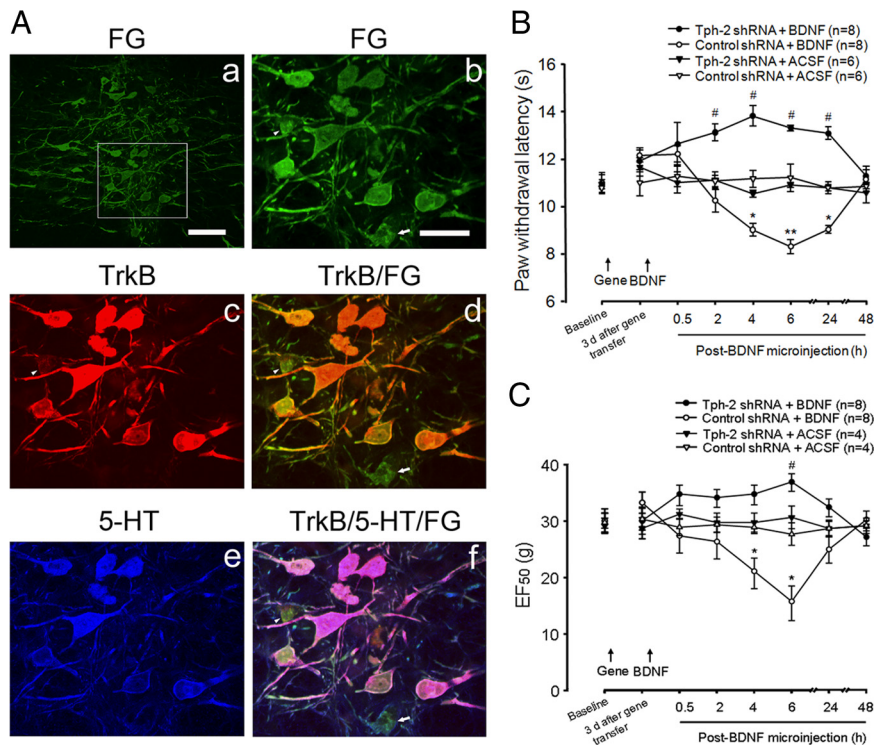 A
FG
a
FG
b
TrkB
c
TrkB/FG
d
5-HT
e
TrkB/5-HT/FG
f
B
Tph-2 shRNA + BDNF (n=8)
Control shRNA + BDNF (n=8)
Tph-2 shRNA + ACSF (n=6)
Control shRNA + ACSF (n=6)
Paw withdrawal latency (s)
16
14
12
10
8
6
# # # #
* ** *
Gene BDNF
Baseline
3 d after gene
transfer
0.5 2 4 6 24 48
Post-BDNF microinjection (h)
C
Tph-2 shRNA + BDNF (n=8)
Control shRNA + BDNF (n=8)
Tph-2 shRNA + ACSF (n=4)
Control shRNA + ACSF (n=4)
EF50 (g)
40
30
20
10
0
#
* *
Gene BDNF
Baseline
3 d after gene
transfer
0.5 2 4 6 24 48
Post-BDNF microinjection (h)